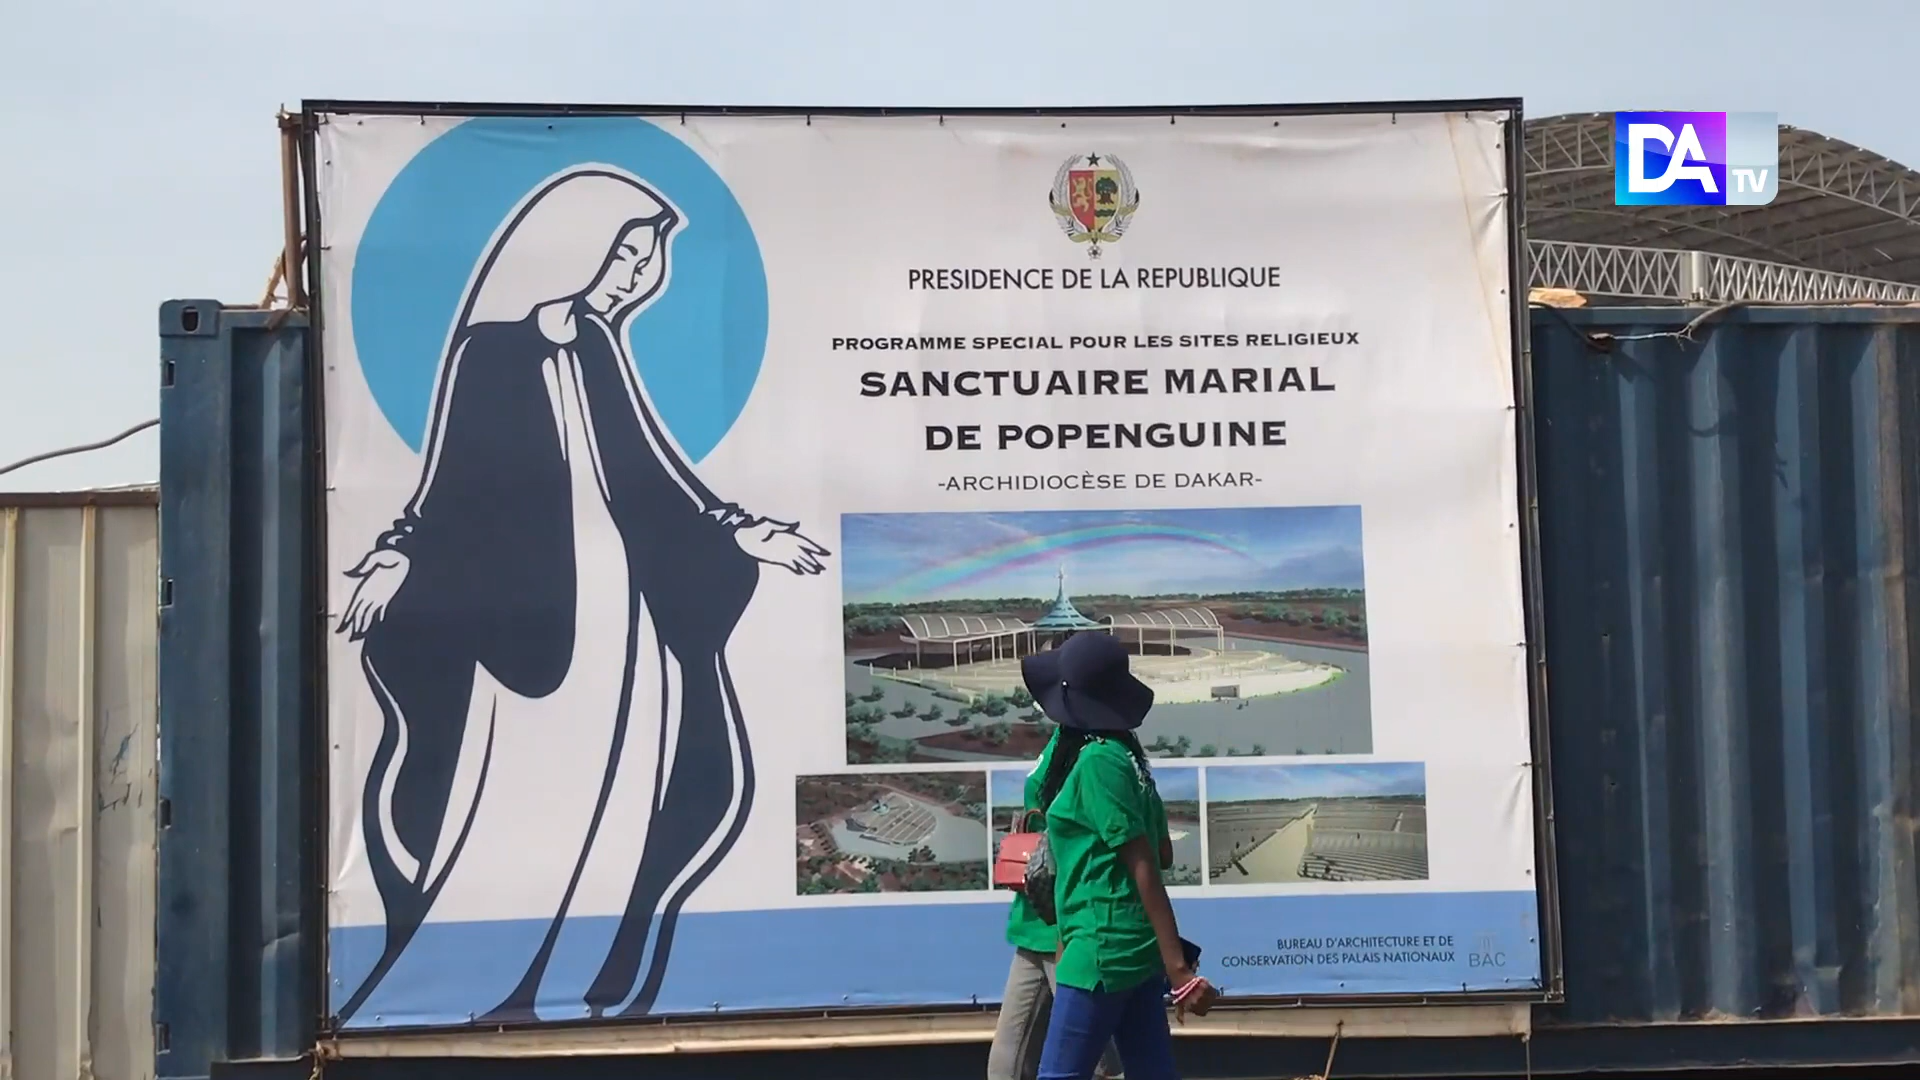 DA TV
PRESIDENCE DE LA REPUBLIQUE
PROGRAMME SPECIAL POUR LES SITES RELIGIEUX
SANCTUAIRE MARIAL
DE POPENGUINE
-ARCHIDIOCÈSE DE DAKAR-
BUREAU D'ARCHITECTURE ET DE
CONSERVATION DES PALAIS NATIONAUX
BAC